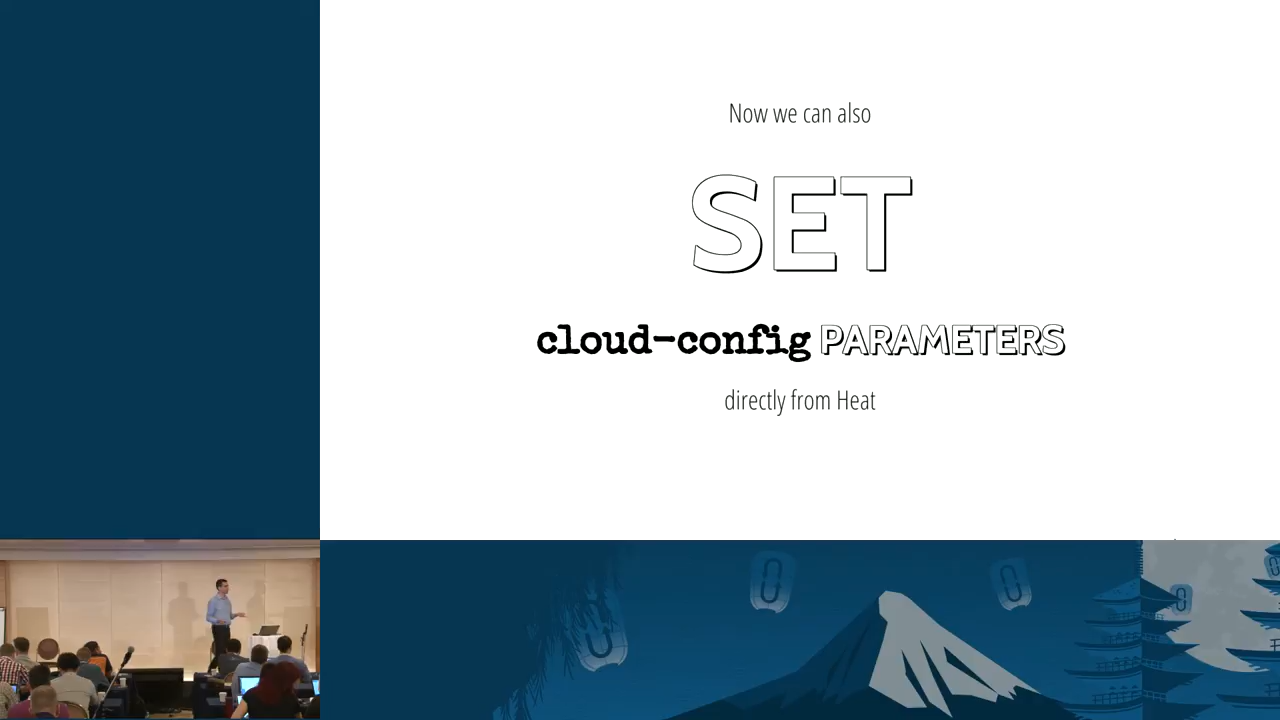 Now we can also
SET
cloud-config PARAMETERS
directly from Heat